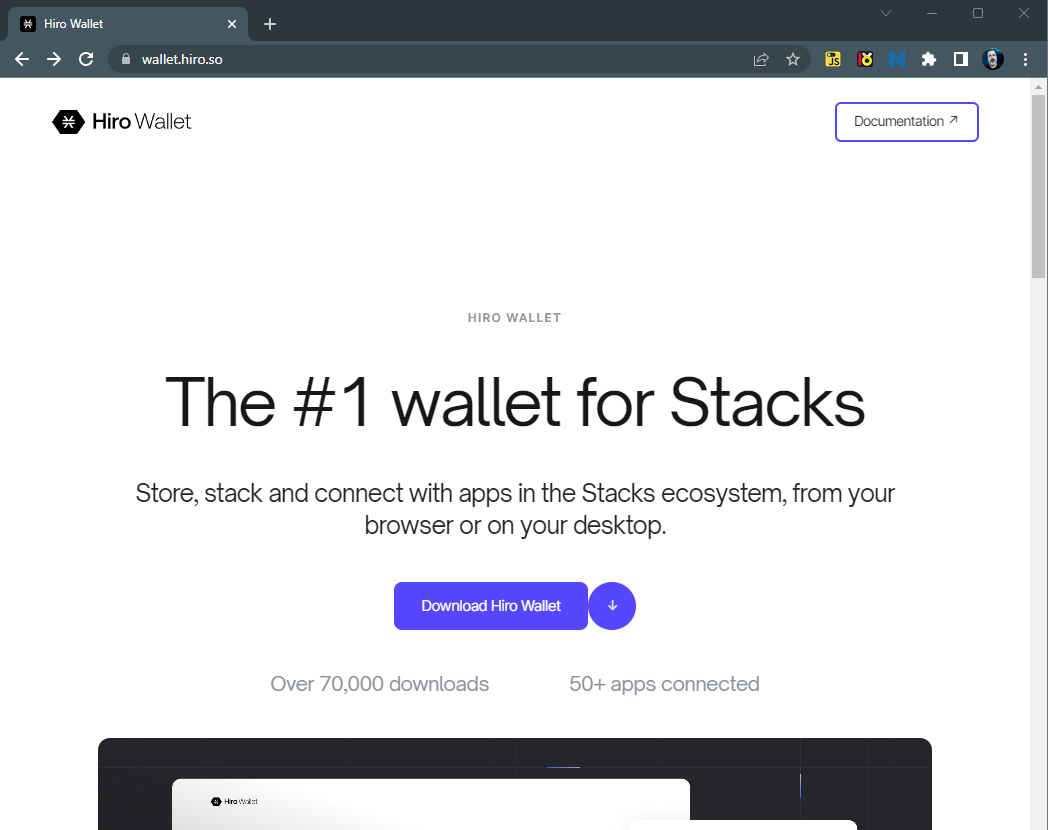 Hiro Wallet
wallet.hiro.so
JS
Hiro Wallet
Documentation ↗
HIRO WALLET
The #1 wallet for Stacks
Store, stack and connect with apps in the Stacks ecosystem, from your
browser or on your desktop.
Download Hiro Wallet
Over 70,000 downloads
50+ apps connected
Hiro Wallet